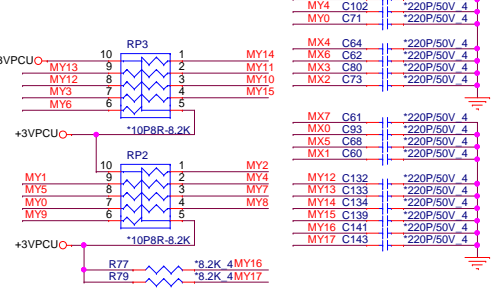 MY4 C102 *220P/50V_4
MY0 C71 *220P/50V_4
MX4 C64 *220P/50V_4
MX6 C62 *220P/50V_4
MX3 C80 *220P/50V_4
MX2 C73 *220P/50V_4
RP3
3VPCU 10 1 MY14
MY13 9 2 MY11
MY12 8 3 MY10
MY3 7 4 MY15
MY6 6 5
+3VPCU *10P8R-8.2K
MX7 C61 *220P/50V_4
MX0 C93 *220P/50V_4
MX5 C68 *220P/50V_4
MX1 C60 *220P/50V_4
RP2
10 1 MY2
MY1 9 2 MY4
MY5 8 3 MY7
MY0 7 4 MY8
MY9 6 5
+3VPCU *10P8R-8.2K
MY12 C132 *220P/50V_4
MY13 C133 *220P/50V_4
MY14 C134 *220P/50V_4
MY15 C139 *220P/50V_4
MY16 C141 *220P/50V_4
MY17 C143 *220P/50V_4
R77 *8.2K_4 MY16
R79 *8.2K_4 MY17